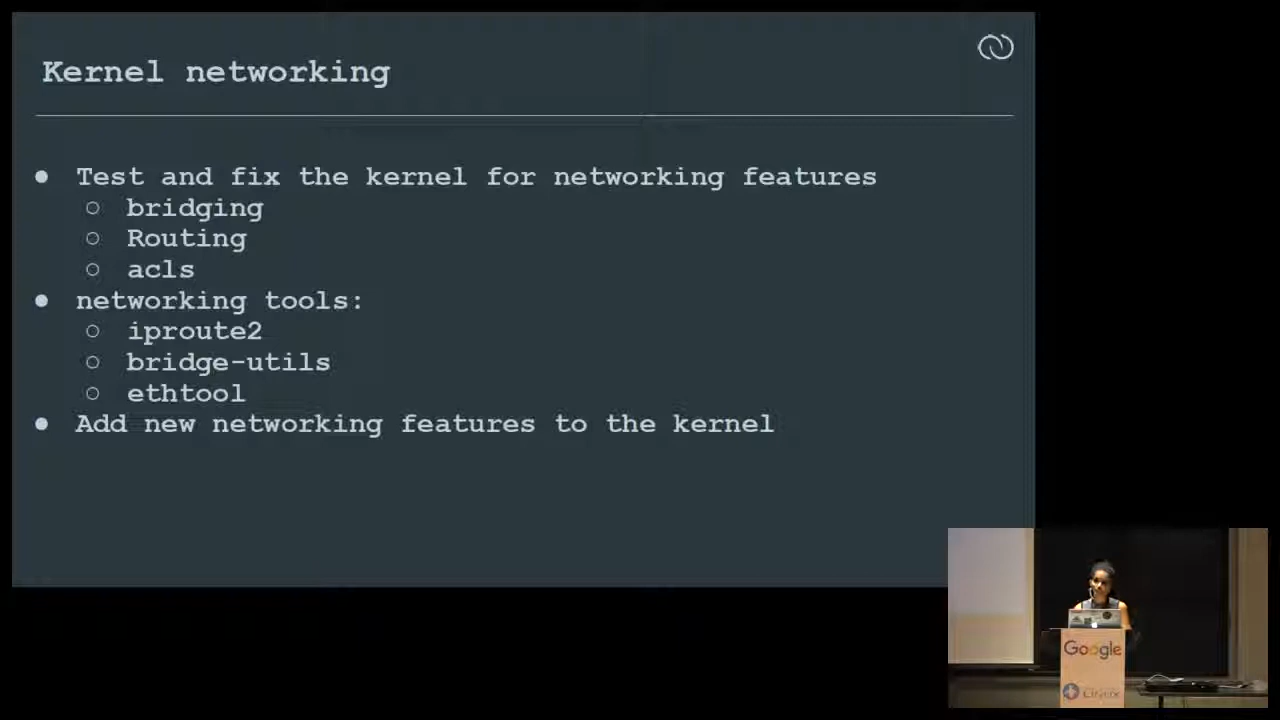 Kernel networking
● Test and fix the kernel for networking features
○ bridging
○ Routing
○ acls
● networking tools:
○ iproute2
○ bridge-utils
○ ethtool
● Add new networking features to the kernel
Google